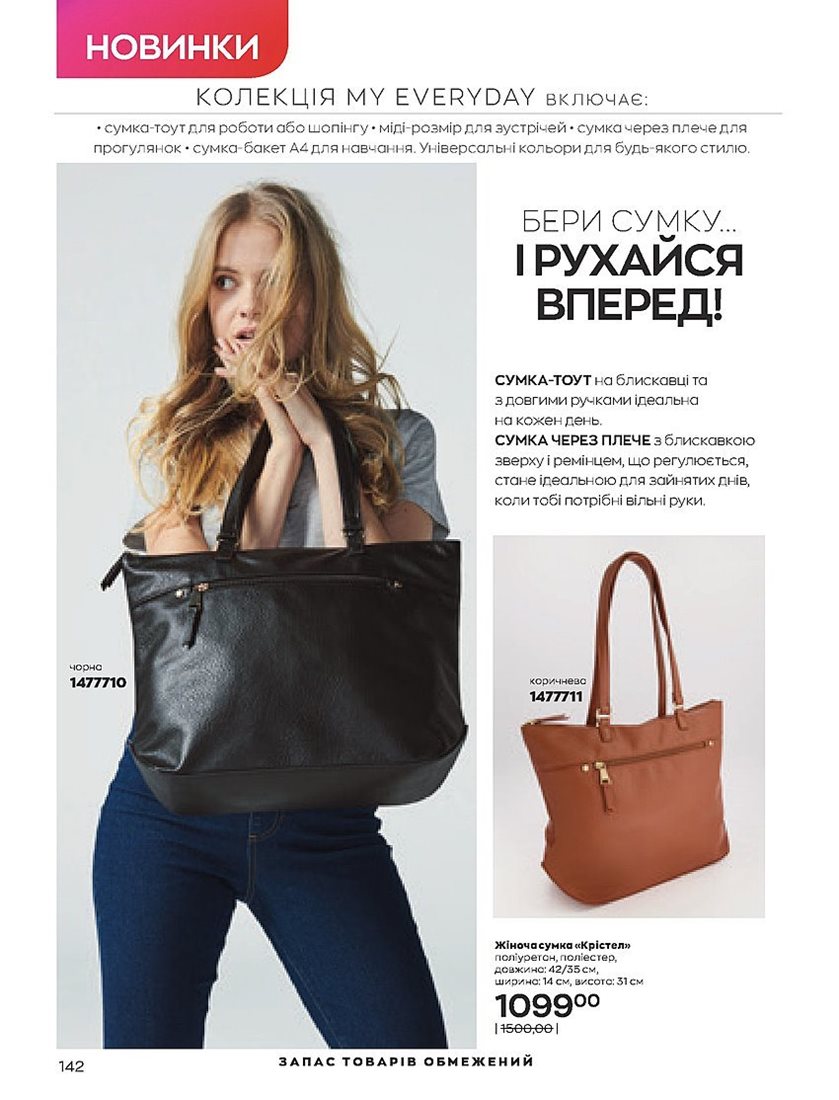 НОВИНКИ
КОЛЕКЦІЯ MY EVERYDAY ВКЛЮЧАЄ:
• сумка-тоут для роботи або шопінгу • міді-розмір для зустрічей • сумка через плече для
прогулянок • сумка-бакет А4 для навчання. Універсальні кольори для будь-якого стилю.
БЕРИ СУМКУ...
І РУХАЙСЯ
ВПЕРЕД!
СУМКА-ТОУТ на блискавці та
з довгими ручками ідеальна
на кожен день.
СУМКА ЧЕРЕЗ ПЛЕЧЕ з блискавкою
зверху і ремінцем, що регулюється,
стане ідеальною для зайнятих днів,
коли тобі потрібні вільні руки.
чорна
1477710
коричнева
1477711
Жіноча сумка «Крістел»
поліуретан, поліестер,
довжина: 42/35 см,
ширина: 14 см, висота: 31 см
109900
| 1500,00 |
142
ЗАПАС ТОВАРІВ ОБМЕЖЕНИЙ